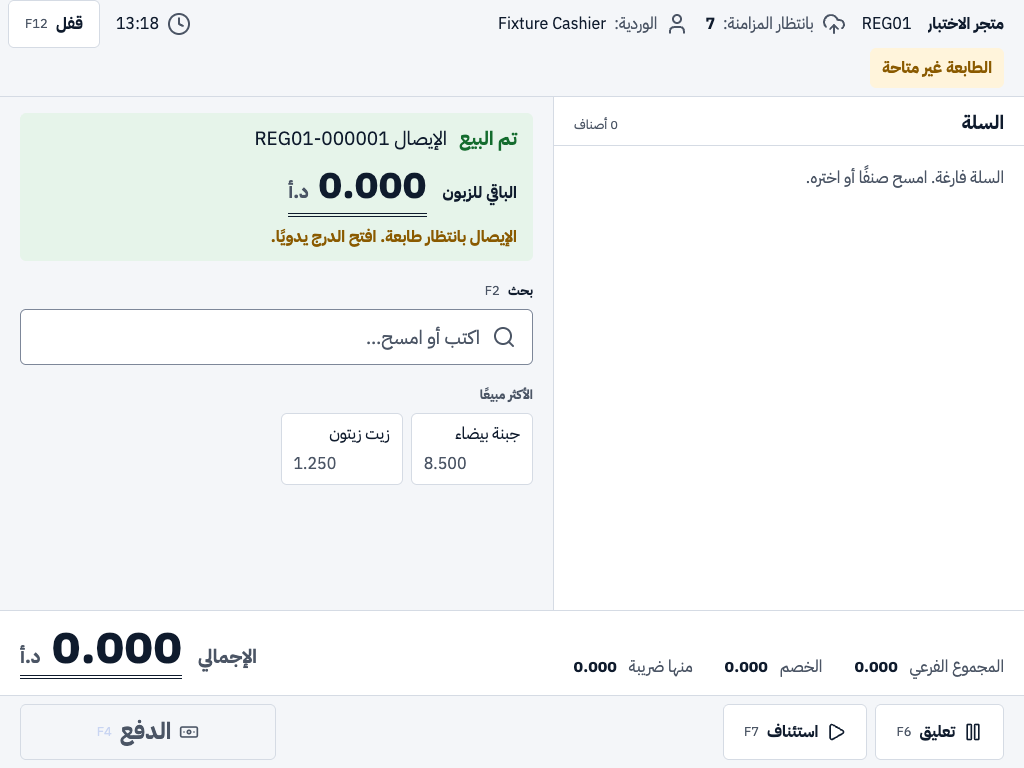 متجر الاختبار REG01 بانتظار المزامنة: 7 الوردية: Fixture Cashier 13:18 قفل F12
الطابعة غير متاحة
السلة 0 أصناف
السلة فارغة. امسح صنفًا أو اختره.
تم البيع الإيصال REG01-000001
الباقي للزبون 0.000 د.أ
الإيصال بانتظار طابعة. افتح الدرج يدويًا.
بحث F2
اكتب أو امسح...
الأكثر مبيعًا
جبنة بيضاء زيت زيتون
8.500 1.250
المجموع الفرعي 0.000 الخصم 0.000 منها ضريبة 0.000 الإجمالي 0.000 د.أ
تعليق F6 استئناف F7 الدفع F4